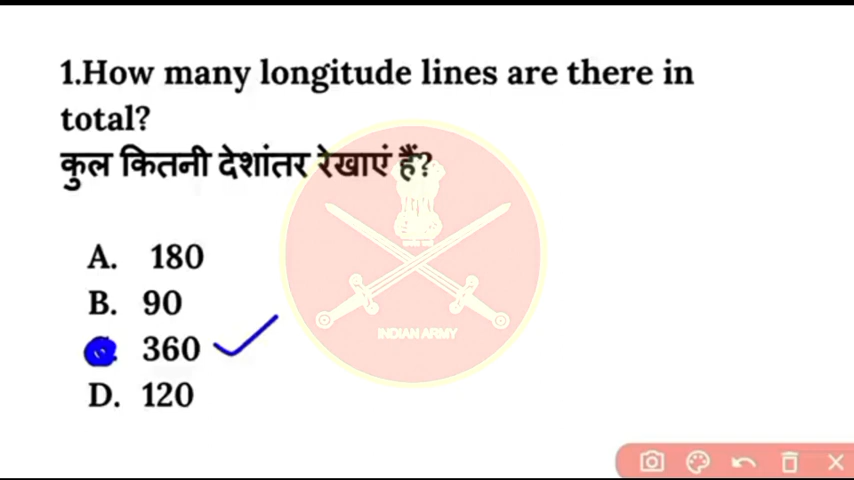 1.How many longitude lines are there in
total?
कुल कितनी देशांतर रेखाएं हैं?
A. 180
B. 90
360
D. 120
INDIAN ARMY